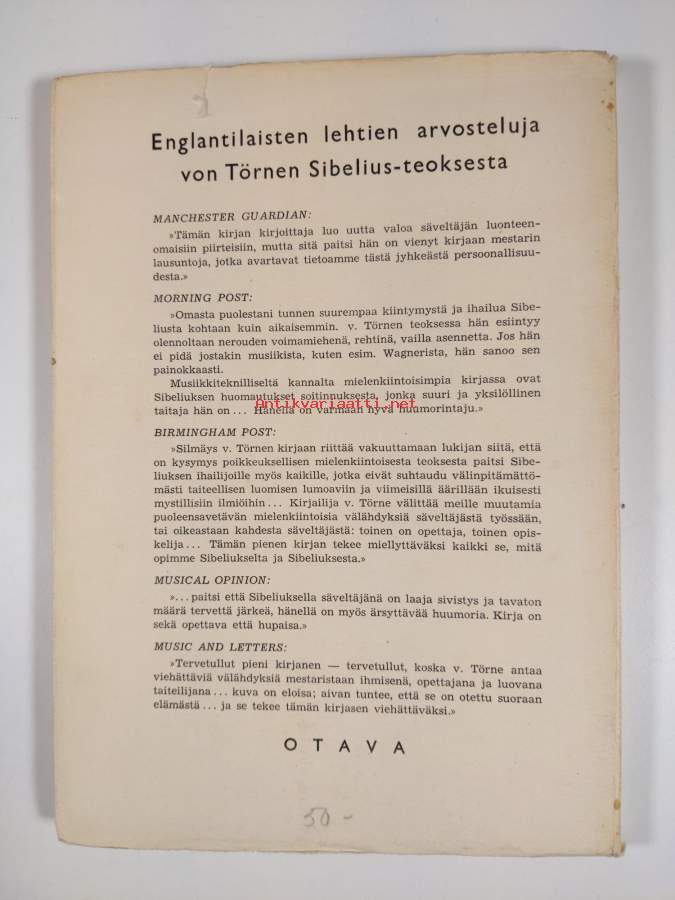 Englantilaisten lehtien arvosteluja
von Törnen Sibelius-teoksesta
MANCHESTER GUARDIAN:
»Tämän kirjan kirjoittaja luo uutta valoa säveltäjän luonteen-
omaisiin piirteisiin, mutta sitä paitsi hän on vienyt kirjaan mestarin
lausuntoja, jotka avartavat tietoamme tästä jyhkeästä persoonallisuu-
desta.»
MORNING POST:
»Omasta puolestani tunnen suurempaa kiintymystä ja ihailua Sibe-
liusta kohtaan kuin aikaisemmin. v. Törnen teoksessa hän esiintyy
olennoltaan nerouden voimamiehenä, rehtinä, vailla asennetta. Jos hän
ei pidä jostakin musiikista, kuten esim. Wagnerista, hän sanoo sen
painokkaasti.
Musiikkiteknilliseltä kannalta mielenkiintoisimpia kirjassa ovat
Sibeliuksen huomautukset soitinnuksesta, jonka suuri ja yksilöllinen
Antikvariaatti.net
taitaja hän on... Hänellä on varmaan hyvä huumorintaju.»
BIRMINGHAM POST:
»Silmäys v. Törnen kirjaan riittää vakuuttamaan lukijan siitä, että
on kysymys poikkeuksellisen mielenkiintoisesta teoksesta paitsi Sibe-
liuksen ihailijoille myös kaikille, jotka eivät suhtaudu välinpitämättö-
mästi taiteellisen luomisen lumoaviin ja viimeisillä äärillään ikuisesti
mystillisiin ilmiöihin... Kirjailija v. Törne välittää meille muutamia
puoleensavetävän mielenkiintoisia välähdyksiä säveltäjästä työssään,
tai oikeastaan kahdesta säveltäjästä: toinen on opettaja, toinen opis-
kelija... Tämän pienen kirjan tekee miellyttäväksi kaikki se, mitä
opimme Sibeliukselta ja Sibeliuksesta.»
MUSICAL OPINION:
»...paitsi että Sibeliuksella säveltäjänä on laaja sivistys ja tavaton
määrä tervettä järkeä, hänellä on myös ärsyttävää huumoria. Kirja on
sekä opettava että hupaisa.»
MUSIC AND LETTERS:
»Tervetullut pieni kirjanen — tervetullut, koska v. Törne antaa
viehättäviä välähdyksiä mestaristaan ihmisenä, opettajana ja luovana
taiteilijana... kuva on eloisa; aivan tuntee, että se on otettu suoraan
elämästä... ja se tekee tämän kirjasen viehättäväksi.»
OTAVA
50-